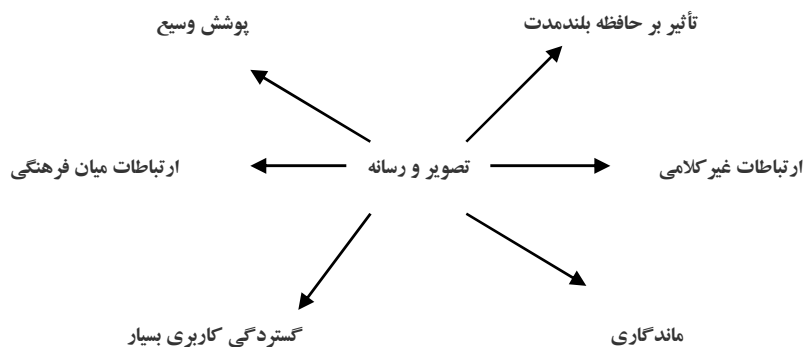 تأثیر بر حافظه بلندمدت
پوشش وسیع
ارتباطات غیرکلامی
تصویر و رسانه
ارتباطات میان فرهنگی
ماندگاری
گستردگی کاربری بسیار